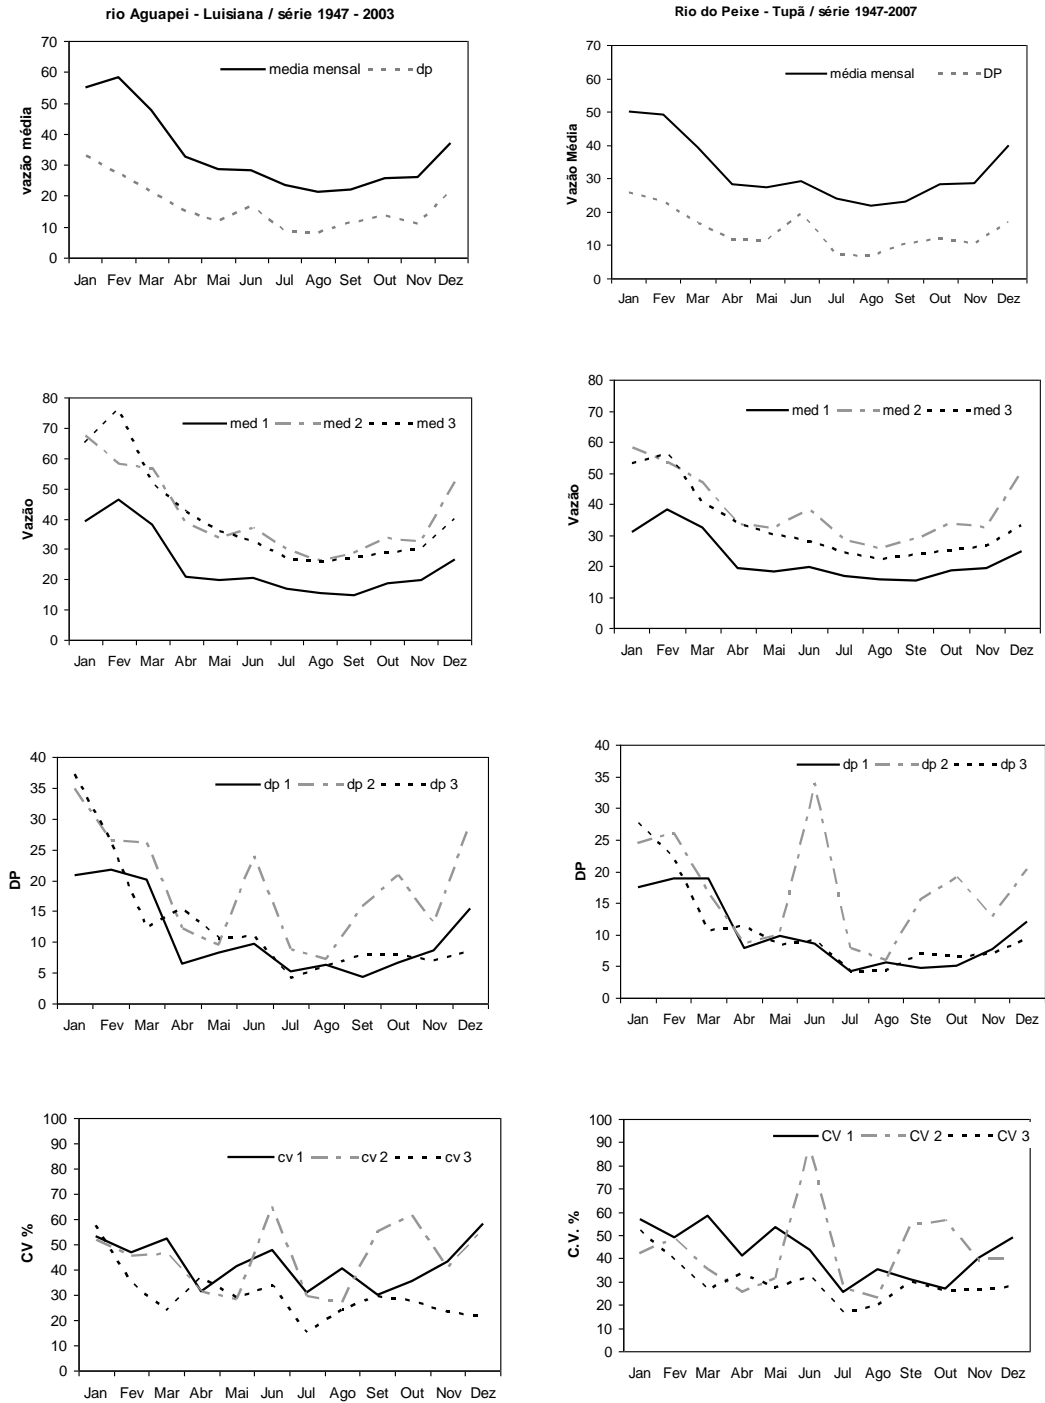 rio Aguapei - Luisiana / série 1947 - 2003
70
60
50
40
30
20
10
0
vazão média
media mensal dp
Jan Fev Mar Abr Mai Jun Jul Ago Set Out Nov Dez
Rio do Peixe - Tupã / série 1947-2007
70
60
50
40
30
20
10
0
Vazão Média
média mensal DP
Jan Fev Mar Abr Mai Jun Jul Ago Set Out Nov Dez
80
70
60
50
40
30
20
10
0
Vazão
med 1 med 2 med 3
Jan Fev Mar Abr Mai Jun Jul Ago Set Out Nov Dez
80
70
60
50
40
30
20
10
0
Vazão
med 1 med 2 med 3
Jan Fev Mar Abr Mai Jun Jul Ago Ste Out Nov Dez
40
35
30
25
20
15
10
5
0
DP
dp 1 dp 2 dp 3
Jan Fev Mar Abr Mai Jun Jul Ago Set Out Nov Dez
40
35
30
25
20
15
10
5
0
DP
dp 1 dp 2 dp 3
Jan Fev Mar Abr Mai Jun Jul Ago Ste Out Nov Dez
100
90
80
70
60
50
40
30
20
10
0
CV %
cv 1 cv 2 cv 3
Jan Fev Mar Abr Mai Jun Jul Ago Set Out Nov Dez
100
90
80
70
60
50
40
30
20
10
0
C.V. %
CV 1 CV 2 CV 3
Jan Fev Mar Abr Mai Jun Jul Ago Set Out Nov Dez